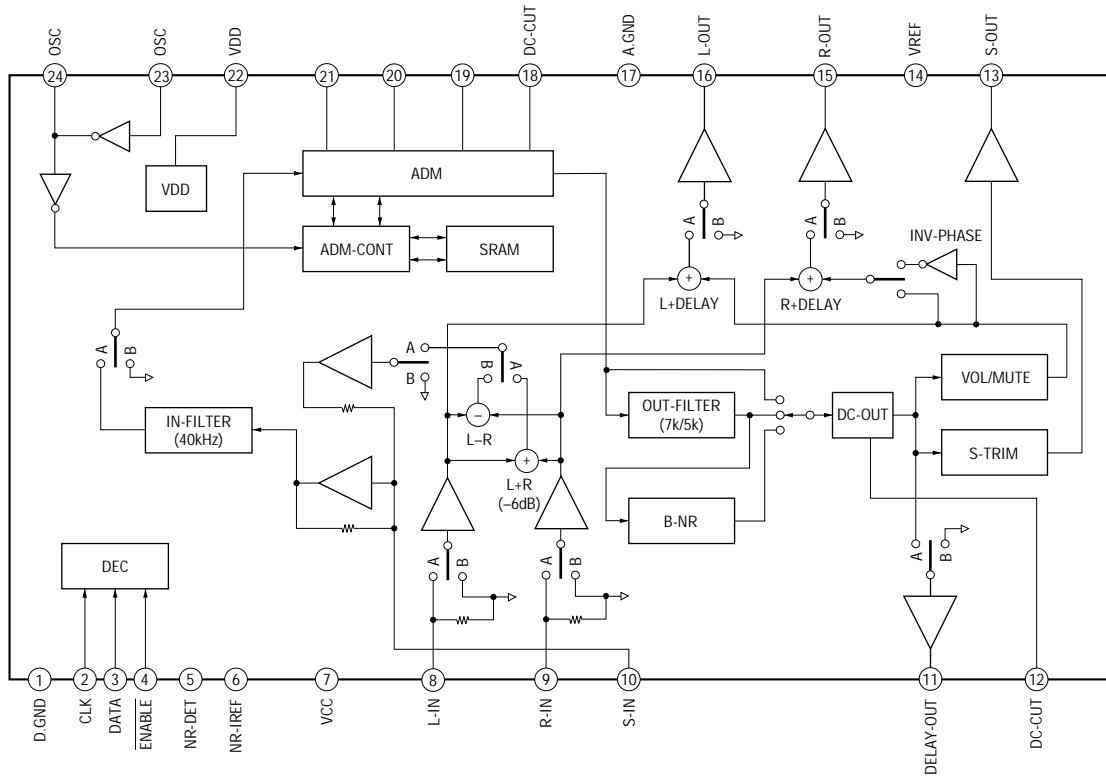 OSC
OSC
VDD
DC-CUT
A.GND
L-OUT
R-OUT
VREF
S-OUT
24
23
22
21
20
19
18
17
16
15
14
13
VDD
ADM
ADM-CONT
SRAM
A
B
A
B
INV-PHASE
+
L+DELAY
+
R+DELAY
A
B
A
B
B
A
–
L–R
+
L+R
(–6dB)
IN-FILTER
(40kHz)
OUT-FILTER
(7k/5k)
DC-OUT
VOL/MUTE
S-TRIM
B-NR
DEC
A
B
A
B
A
B
1
2
3
4
5
6
7
8
9
10
11
12
D.GND
CLK
DATA
ENABLE
NR-DET
NR-IREF
VCC
L-IN
R-IN
S-IN
DELAY-OUT
DC-CUT